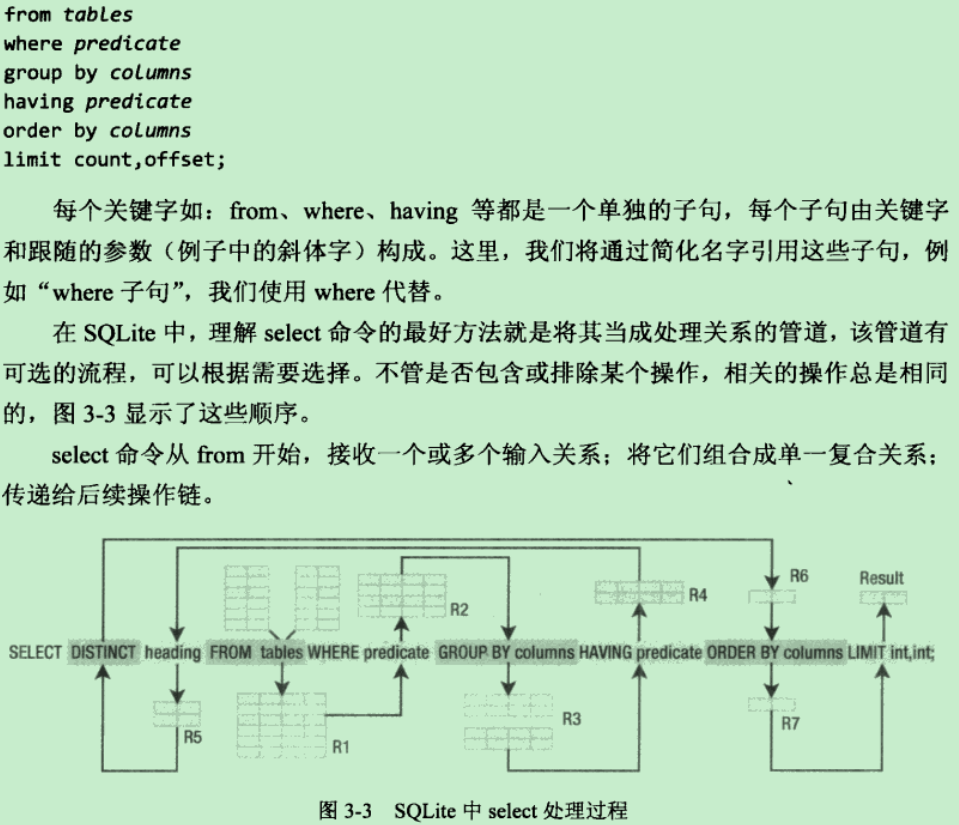 from tables
where predicate
group by columns
having predicate
order by columns
limit count,offset;
每个关键字如：from、where、having 等都是一个单独的子句，每个子句由关键字
和跟随的参数（例子中的斜体字）构成。这里，我们将通过简化名字引用这些子句，例
如“where 子句”，我们使用 where 代替。
在 SQLite 中，理解 select 命令的最好方法就是将其当成处理关系的管道，该管道有
可选的流程，可以根据需要选择。不管是否包含或排除某个操作，相关的操作总是相同
的，图 3-3 显示了这些顺序。
select 命令从 from 开始，接收一个或多个输入关系；将它们组合成单一复合关系；
传递给后续操作链。
R6
Result
R2
R4
SELECT DISTINCT heading FROM tables WHERE predicate GROUP BY columns HAVING predicate ORDER BY columns LIMIT int,int;
R5
R1
R3
R7
图 3-3 SQLite 中 select 处理过程